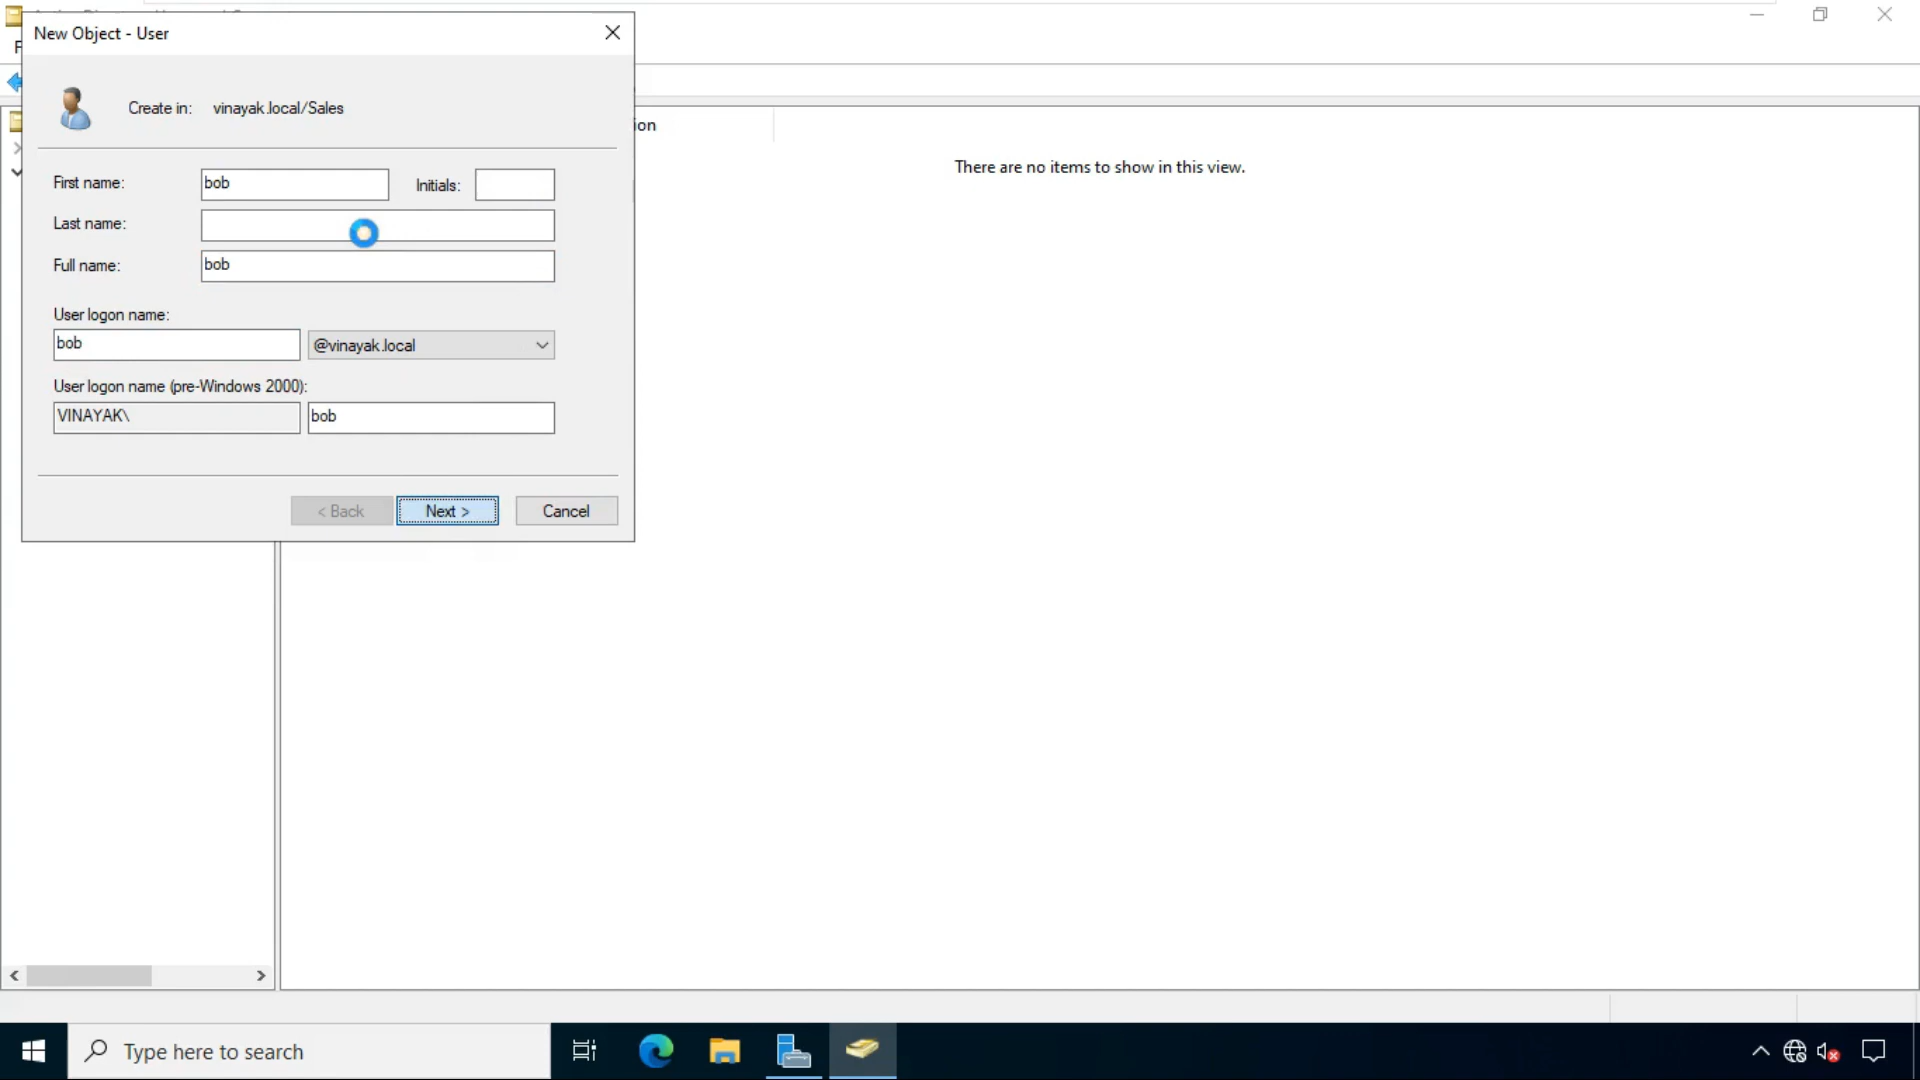 New Object - User
Create in: vinayak.local/Sales
ion
There are no items to show in this view.
First name: bob Initials:
Last name:
Full name: bob
User logon name:
bob @vinayak.local
User logon name (pre-Windows 2000):
VINAYAK\ bob
< Back Next > Cancel
Type here to search